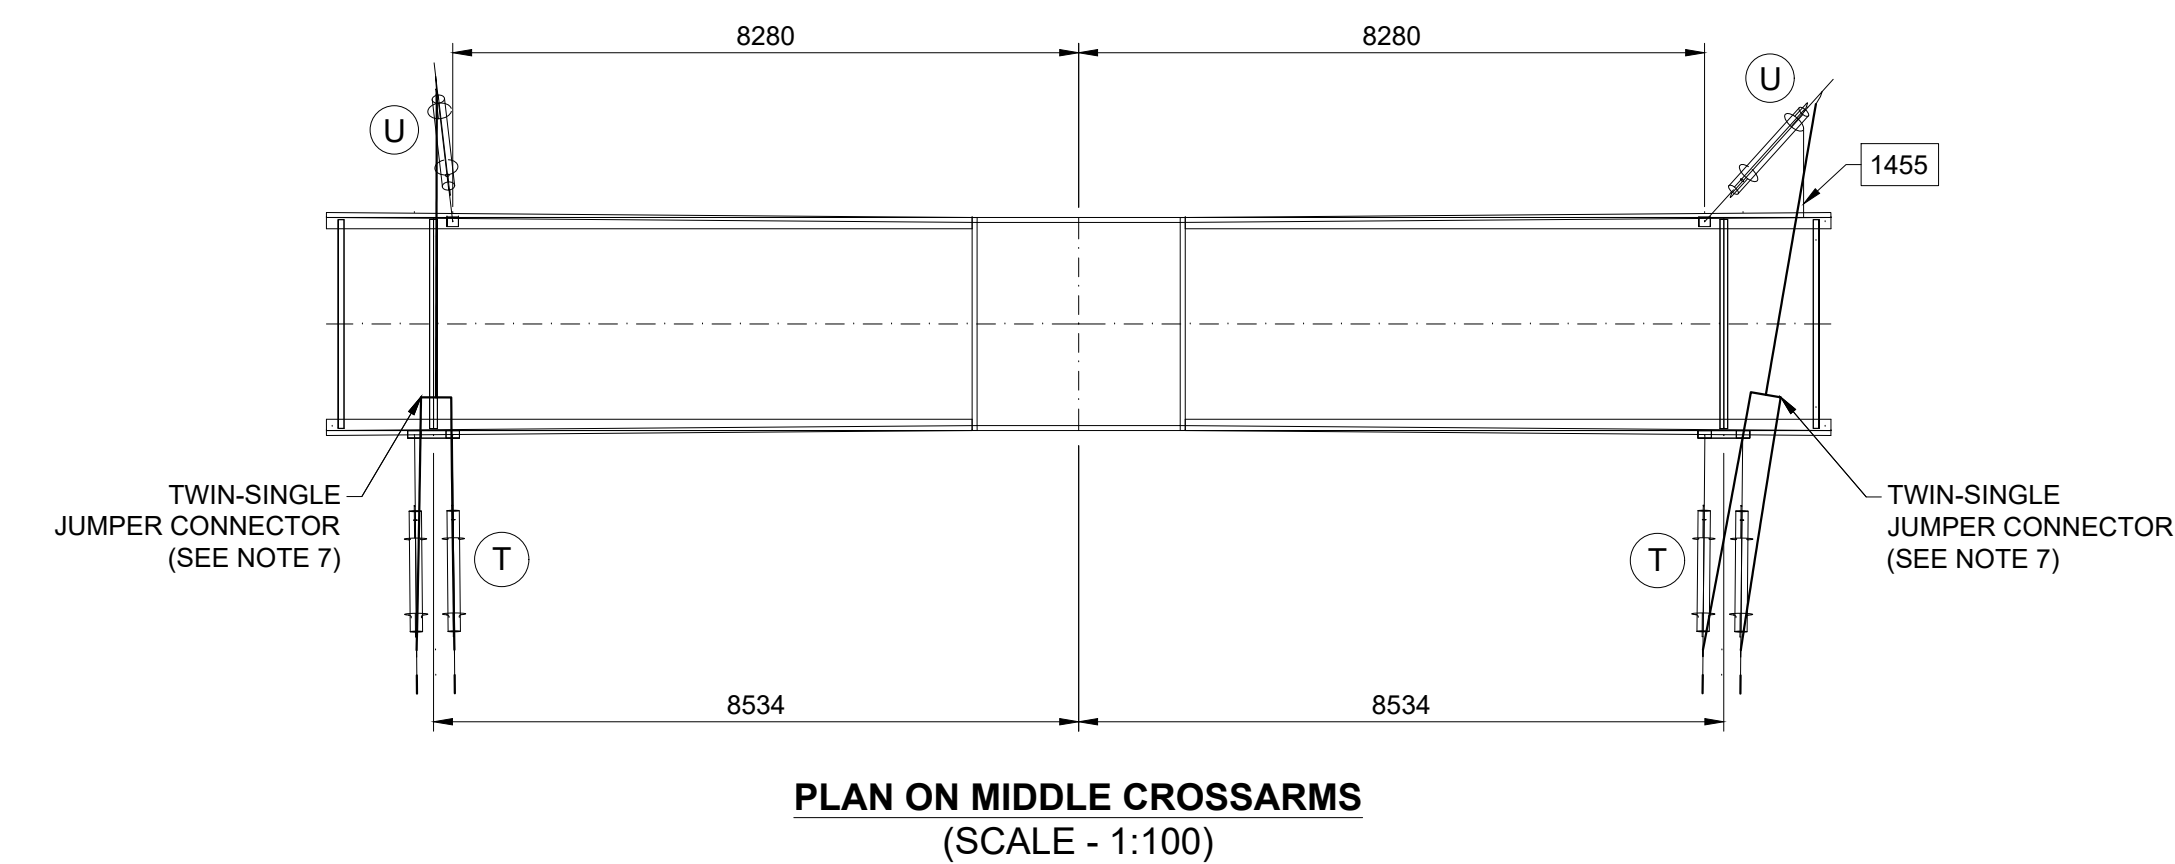 8280
8280
U
U
1455
TWIN-SINGLE
JUMPER CONNECTOR
(SEE NOTE 7)
T
T
TWIN-SINGLE
JUMPER CONNECTOR
(SEE NOTE 7)
8534
8534
PLAN ON MIDDLE CROSSARMS
(SCALE - 1:100)